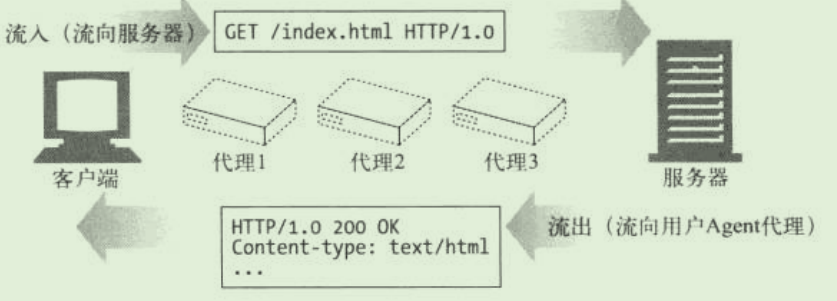 流入（流向服务器）
GET /index.html HTTP/1.0
代理1
代理2
代理3
客户端
服务器
HTTP/1.0 200 OK
Content-type: text/html
...
流出（流向用户Agent代理）